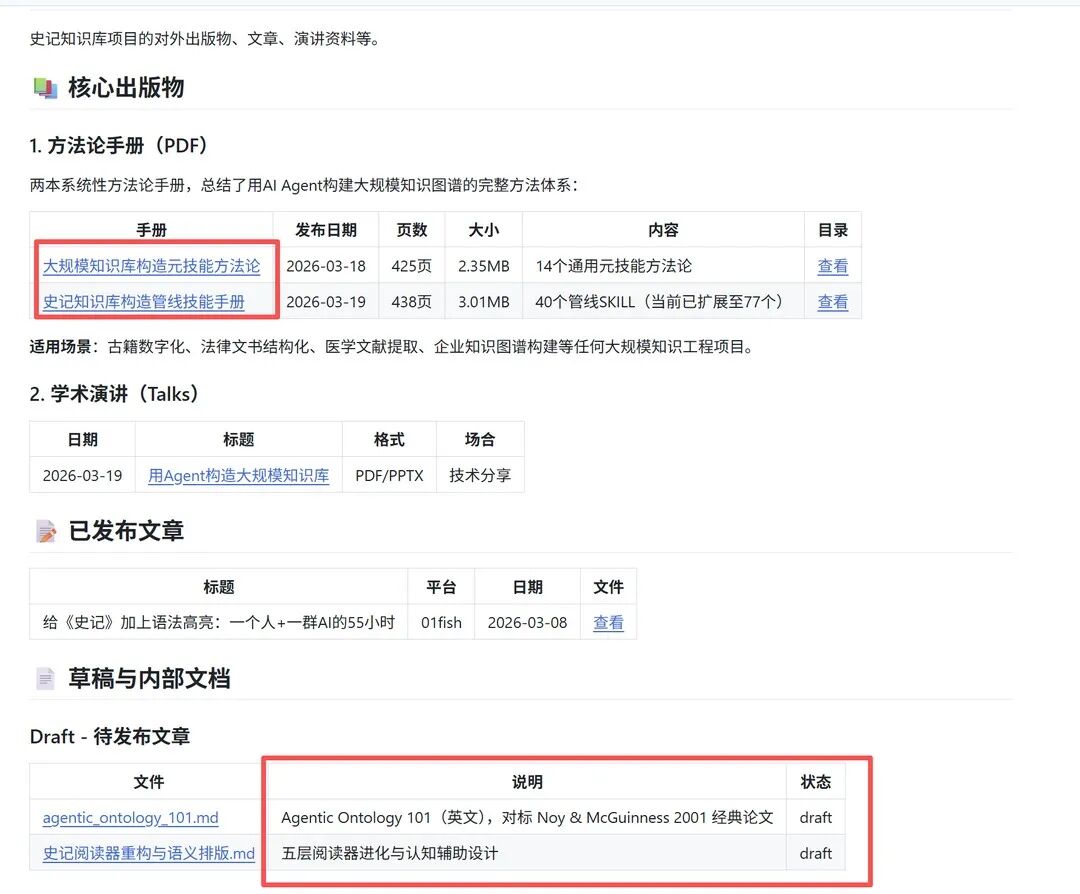 史记知识库项目的对外出版物、文章、演讲资料等。
核心出版物
1. 方法论手册（PDF）
两本系统性方法论手册，总结了用AI Agent构建大规模知识图谱的完整方法体系：
手册 发布日期 页数 大小 内容 目录
大规模知识库构造元技能方法论 2026-03-18 425页 2.35MB 14个通用元技能方法论 查看
史记知识库构造管线技能手册 2026-03-19 438页 3.01MB 40个管线SKILL（当前已扩展至77个） 查看
适用场景：古籍数字化、法律文书结构化、医学文献提取、企业知识图谱构建等任何大规模知识工程项目。
2. 学术演讲（Talks）
日期 标题 格式 场合
2026-03-19 用Agent构造大规模知识库 PDF/PPTX 技术分享
已发布文章
标题 平台 日期 文件
给《史记》加上语法高亮：一个人+一群AI的55小时 01fish 2026-03-08 查看
草稿与内部文档
Draft - 待发布文章
文件 说明 状态
agentic_ontology_101.md Agentic Ontology 101（英文），对标 Noy & McGuinness 2001 经典论文 draft
史记阅读器重构与语义排版.md 五层阅读器进化与认知辅助设计 draft